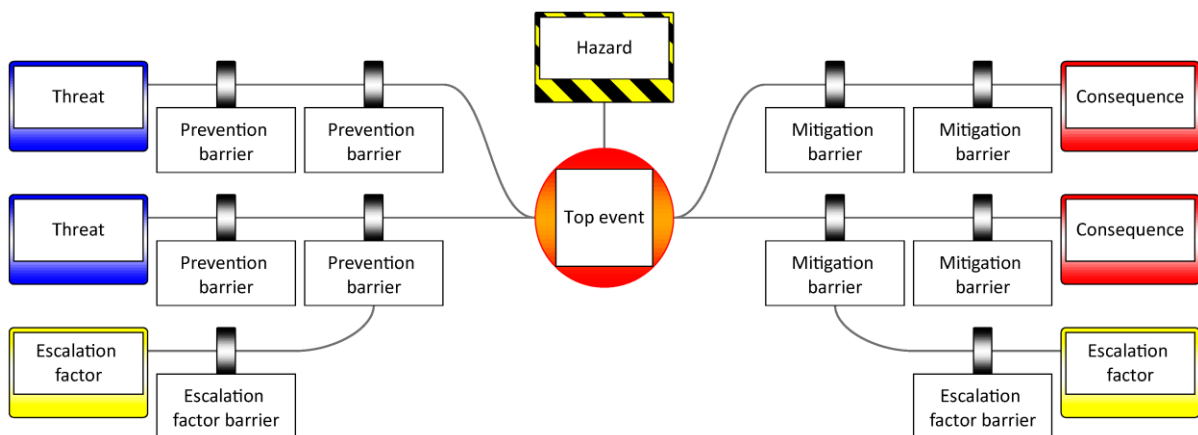 Hazard
Threat
Prevention
barrier
Prevention
barrier
Mitigation
barrier
Mitigation
barrier
Consequence
Top event
Threat
Prevention
barrier
Prevention
barrier
Mitigation
barrier
Mitigation
barrier
Consequence
Escalation
factor
Escalation
factor barrier
Escalation
factor barrier
Escalation
factor